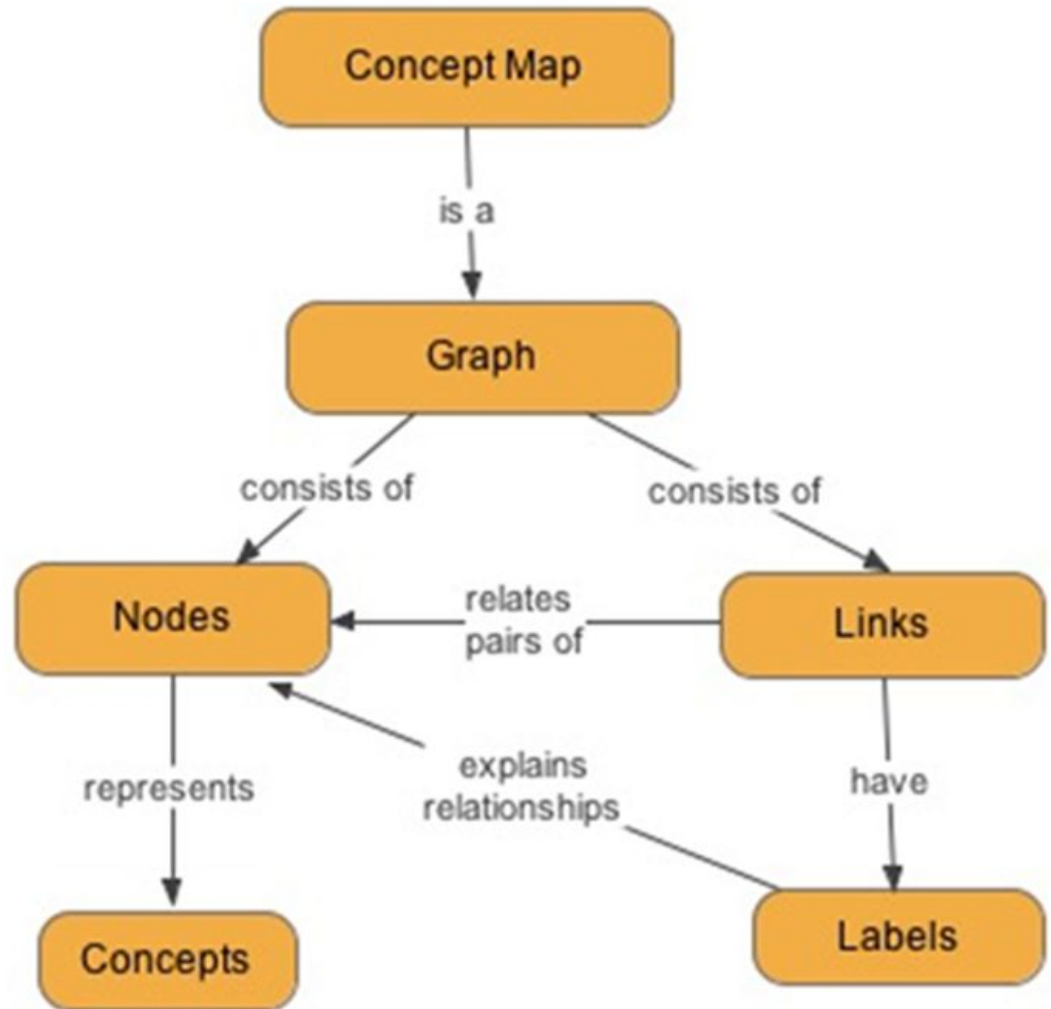 Concept Map
is a
Graph
consists of
consists of
Nodes
relates
pairs of
Links
represents
explains
relationships
have
Concepts
Labels